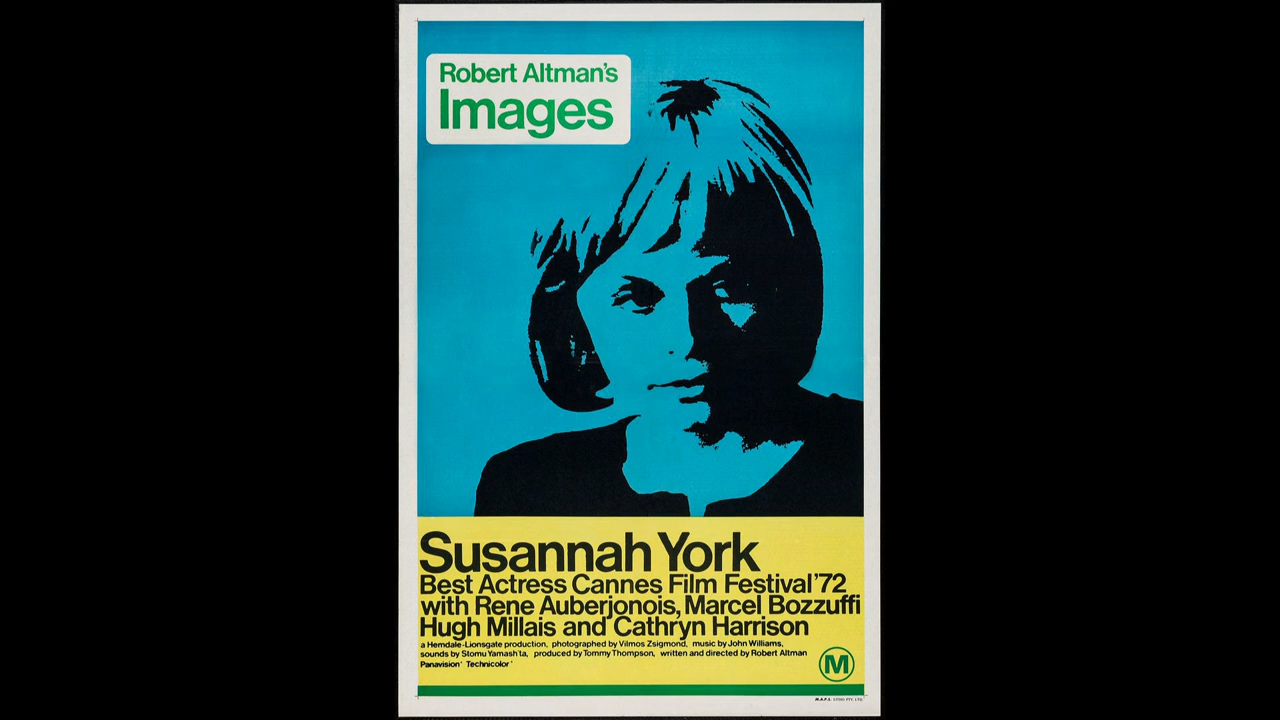 Robert Altman's
Images
Susannah York
Best Actress Cannes Film Festival '72
with Rene Auberjonois, Marcel Bozzuffi
Hugh Millais and Cathryn Harrison
a Hemdale-Lionsgate production, photographed by Vilmos Zsigmond, music by John Williams,
sounds by Stomu Yamash'ta, produced by Tommy Thompson, written and directed by Robert Altman
Panavision® Technicolor®
M
M.A.P.S. PTY. LTD.